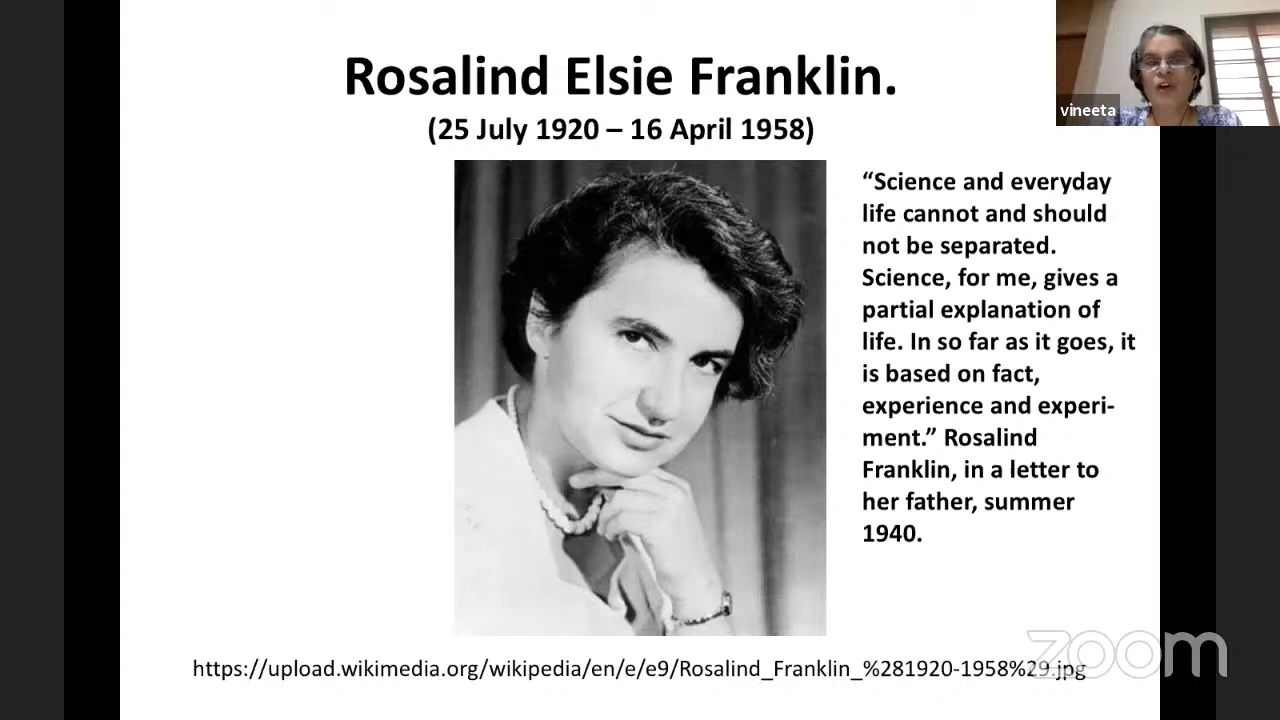 Rosalind Elsie Franklin.
(25 July 1920 – 16 April 1958)
vineeta
“Science and everyday
life cannot and should
not be separated.
Science, for me, gives a
partial explanation of
life. In so far as it goes, it
is based on fact,
experience and experi-
ment.” Rosalind
Franklin, in a letter to
her father, summer
1940.
https://upload.wikimedia.org/wikipedia/en/e/e9/Rosalind_Franklin_%281920-1958%29.jpg
zoom